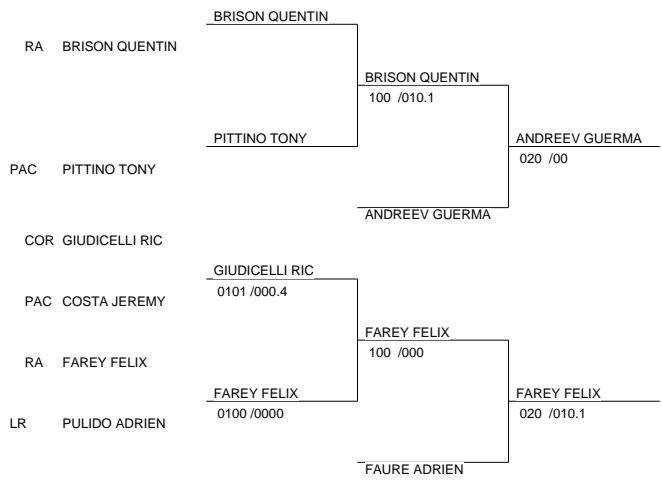 BRISON QUENTIN
RA BRISON QUENTIN
BRISON QUENTIN
100 /010.1
PITTINO TONY
ANDREEV GUERMA
020 /00
PAC PITTINO TONY
ANDREEV GUERMA
COR GIUDICELLI RIC
GIUDICELLI RIC
0101 /000.4
PAC COSTA JEREMY
FAREY FELIX
100 /000
RA FAREY FELIX
FAREY FELIX
0100 /0000
FAREY FELIX
020 /010.1
LR PULIDO ADRIEN
FAURE ADRIEN